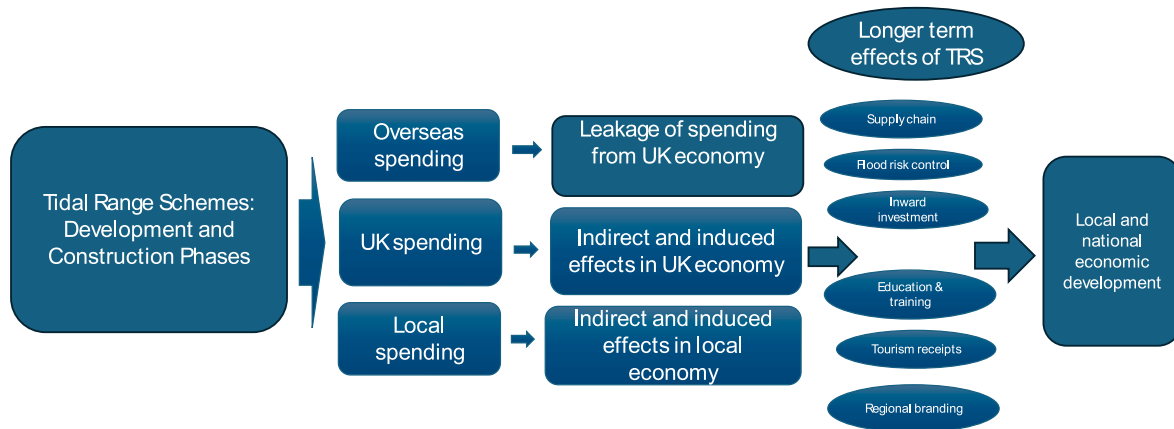 Tidal Range Schemes:
Development and
Construction Phases
Overseas
spending
UK spending
Local
spending
Leakage of spending
from UK economy
Indirect and induced
effects in UK economy
Indirect and induced
effects in local
economy
Longer term
effects of TRS
Supply chain
Flood risk control
Inward
investment
Education &
training
Tourism receipts
Regional branding
Local and
national
economic
development